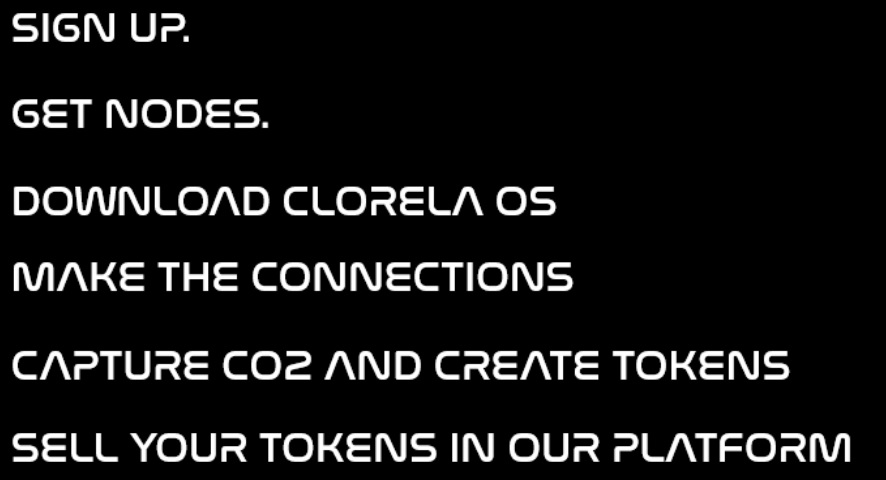 SIGN UP.
GET NODES.
DOWNLOAD CLORELA OS
MAKE THE CONNECTIONS
CAPTURE CO2 AND CREATE TOKENS
SELL YOUR TOKENS IN OUR PLATFORM